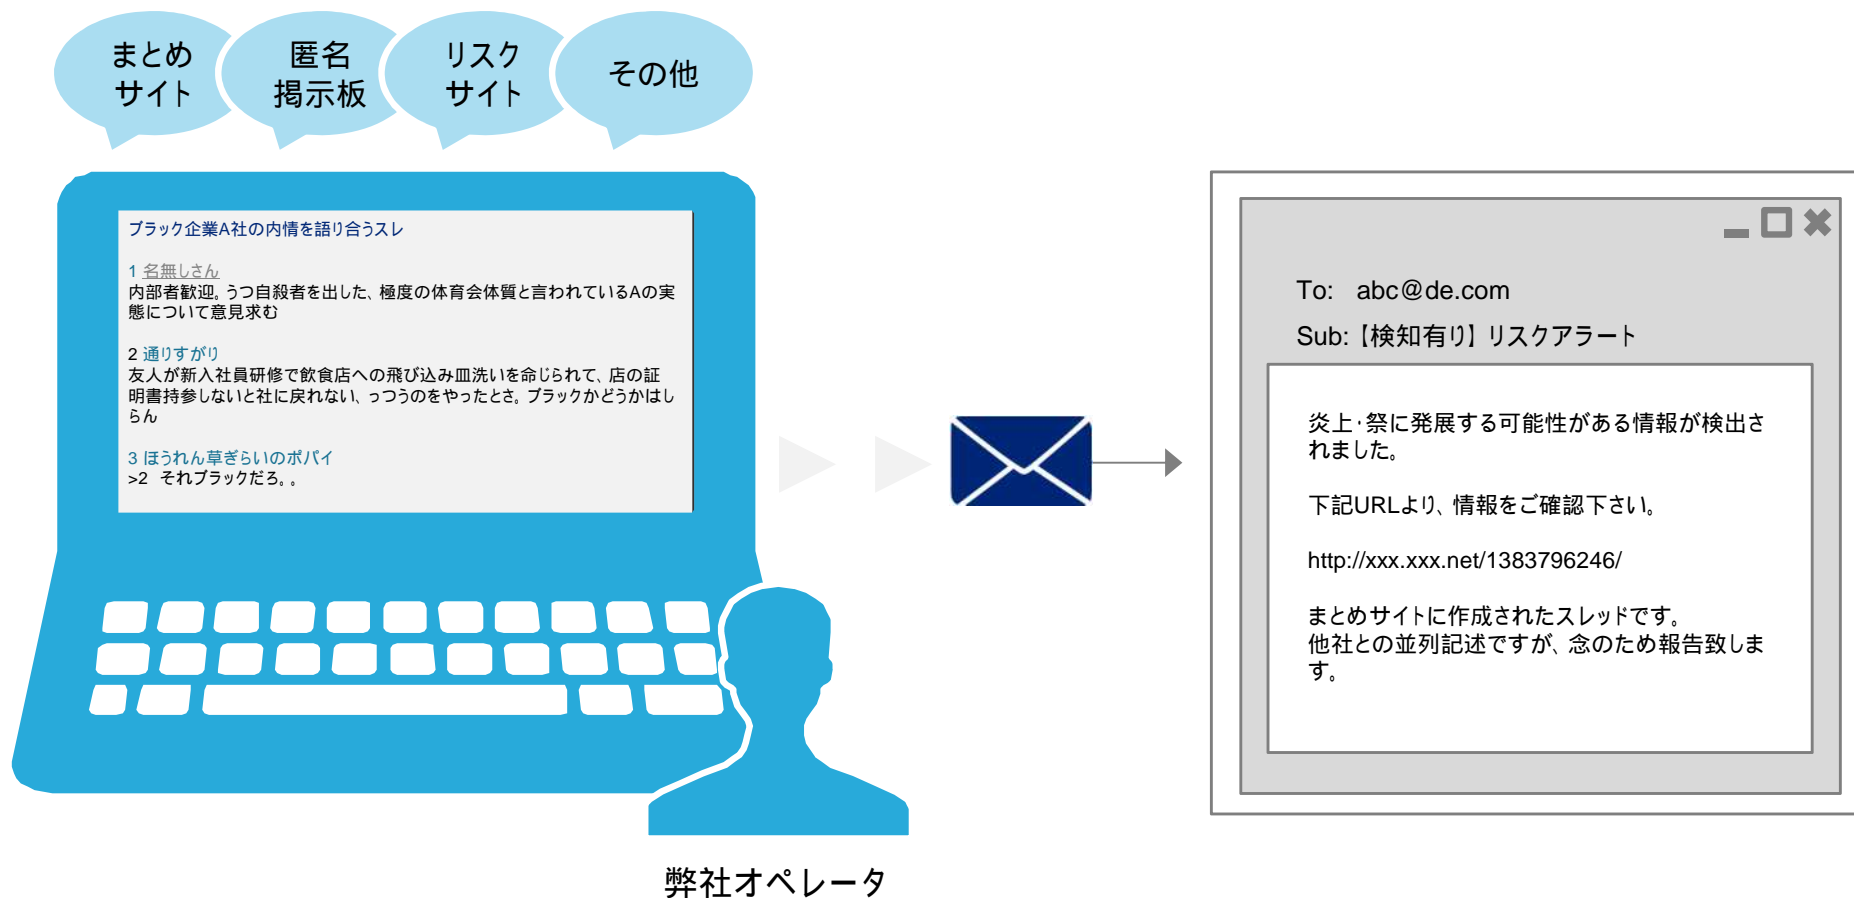 まとめ
サイト
匿名
掲示板
リスク
サイト
その他
ブラック企業A社の内情を語り合うスレ
1 名無しさん
内部者歓迎。うつ自殺者を出した、極度の体育会体質と言われているAの実
態について意見求む
2 通りすがり
友人が新入社員研修で飲食店への飛び込み皿洗いを命じられて、店の証
明書持参しないと社に戻れない、っつうのをやったとさ。ブラックかどうかはし
らん
3 ほうれん草ぎらいのポパイ
>2 それブラックだろ。。
弊社オペレータ
To: abc@de.com
Sub:【検知有り】リスクアラート
炎上・祭に発展する可能性がある情報が検出さ
れました。
下記URLより、情報をご確認下さい。
http://xxx.xxx.net/1383796246/
まとめサイトに作成されたスレッドです。
他社との並列記述ですが、念のため報告致しま
す。